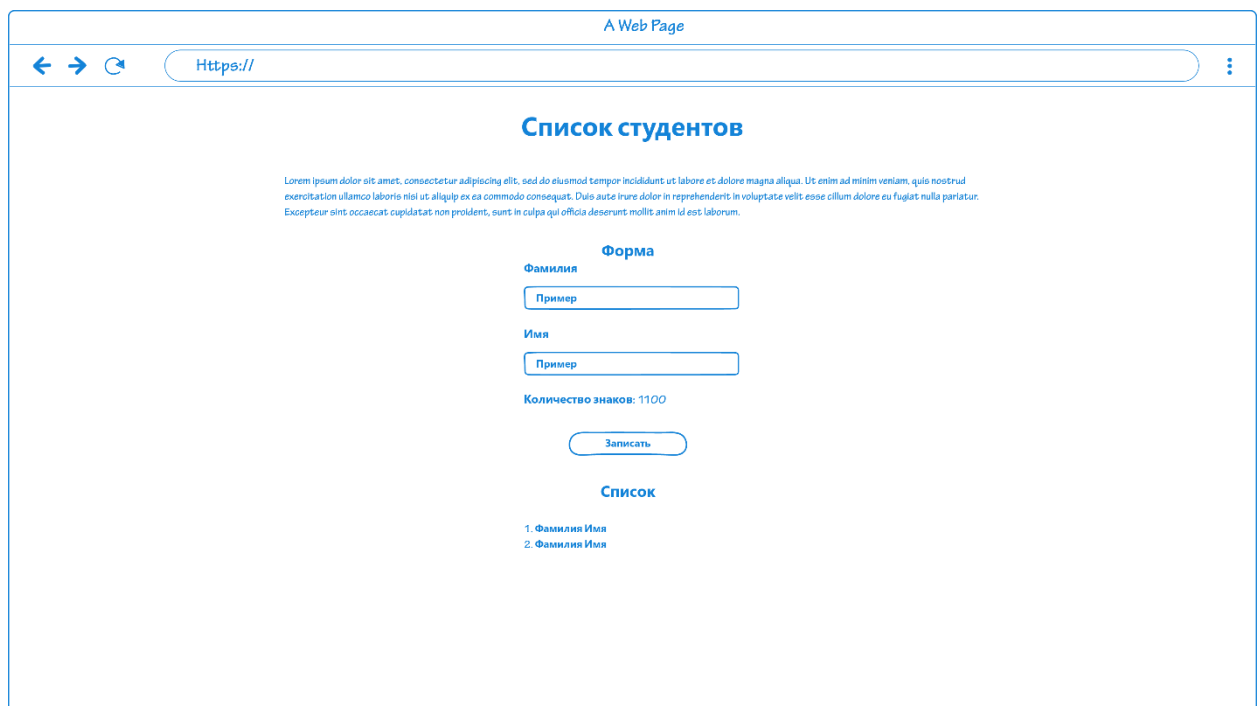 A Web Page
Https://
Список студентов
Lorem ipsum dolor sit amet, consectetur adipiscing elit, sed do eiusmod tempor incididunt ut labore et dolore magna aliqua. Ut enim ad minim veniam, quis nostrud
exercitation ullamco laboris nisi ut aliquip ex ea commodo consequat. Duis aute irure dolor in reprehenderit in voluptate velit esse cillum dolore eu fugiat nulla pariatur.
Excepteur sint occaecat cupidatat non proident, sunt in culpa qui officia deserunt mollit anim id est laborum.
Форма
Фамилия
Пример
Имя
Пример
Количество знаков: 1100
Записать
Список
1. Фамилия Имя
2. Фамилия Имя